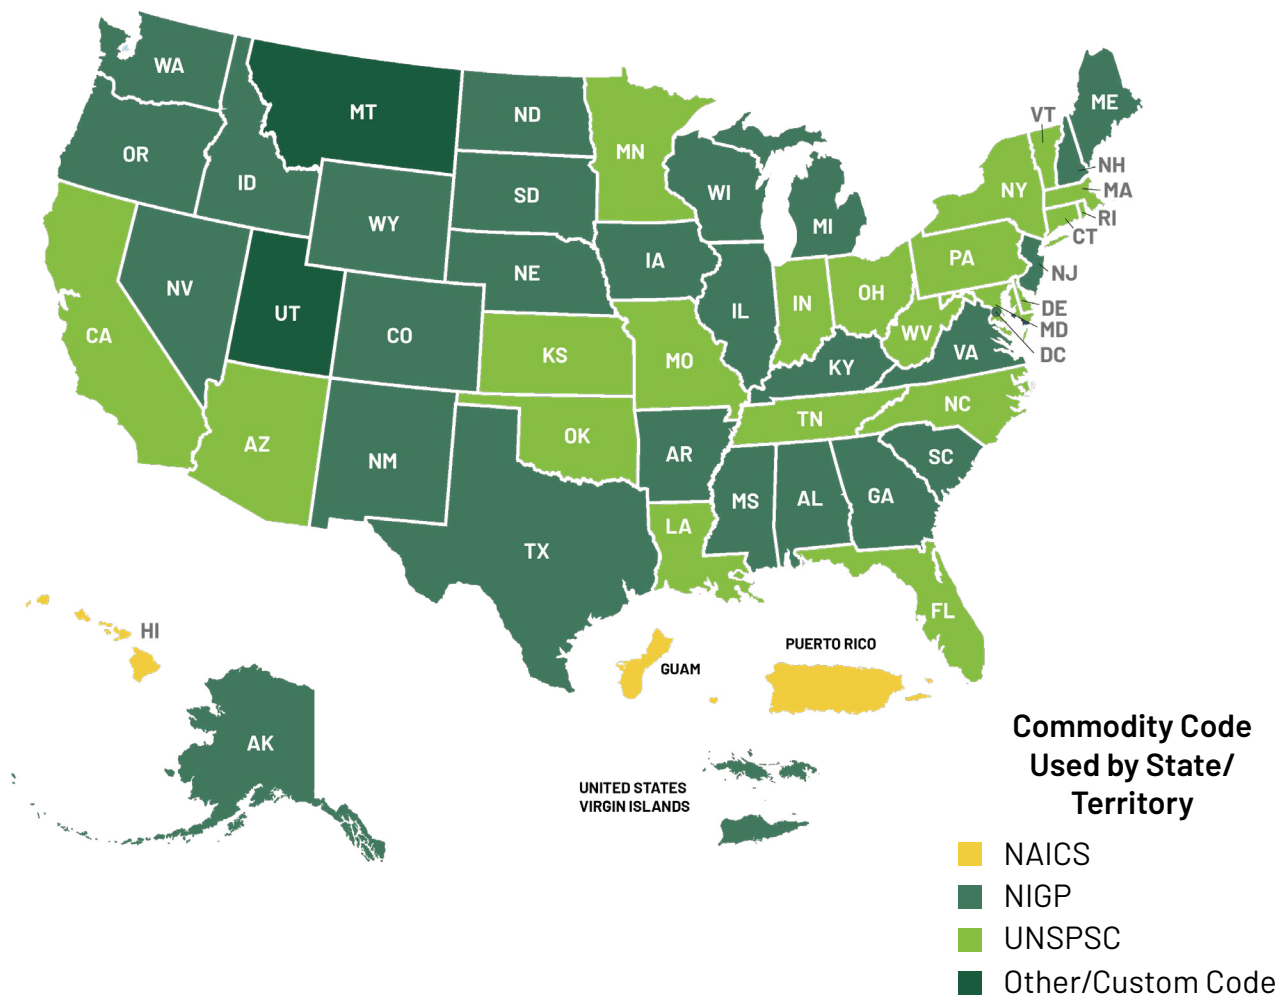 WA
MT
ND
MN
ME
VT
OR
ID
SD
WI
MI
NY
NH
MA
RI
CT
WY
IA
NE
PA
NJ
NV
UT
CO
IL
IN
OH
DE
MD
DC
WV
VA
CA
KS
MO
KY
NC
TN
AZ
NM
OK
AR
SC
MS
AL
GA
LA
TX
FL
HI
GUAM
PUERTO RICO
AK
UNITED STATES
VIRGIN ISLANDS
Commodity Code
Used by State/
Territory
NAICS
NIGP
UNSPSC
Other/Custom Code